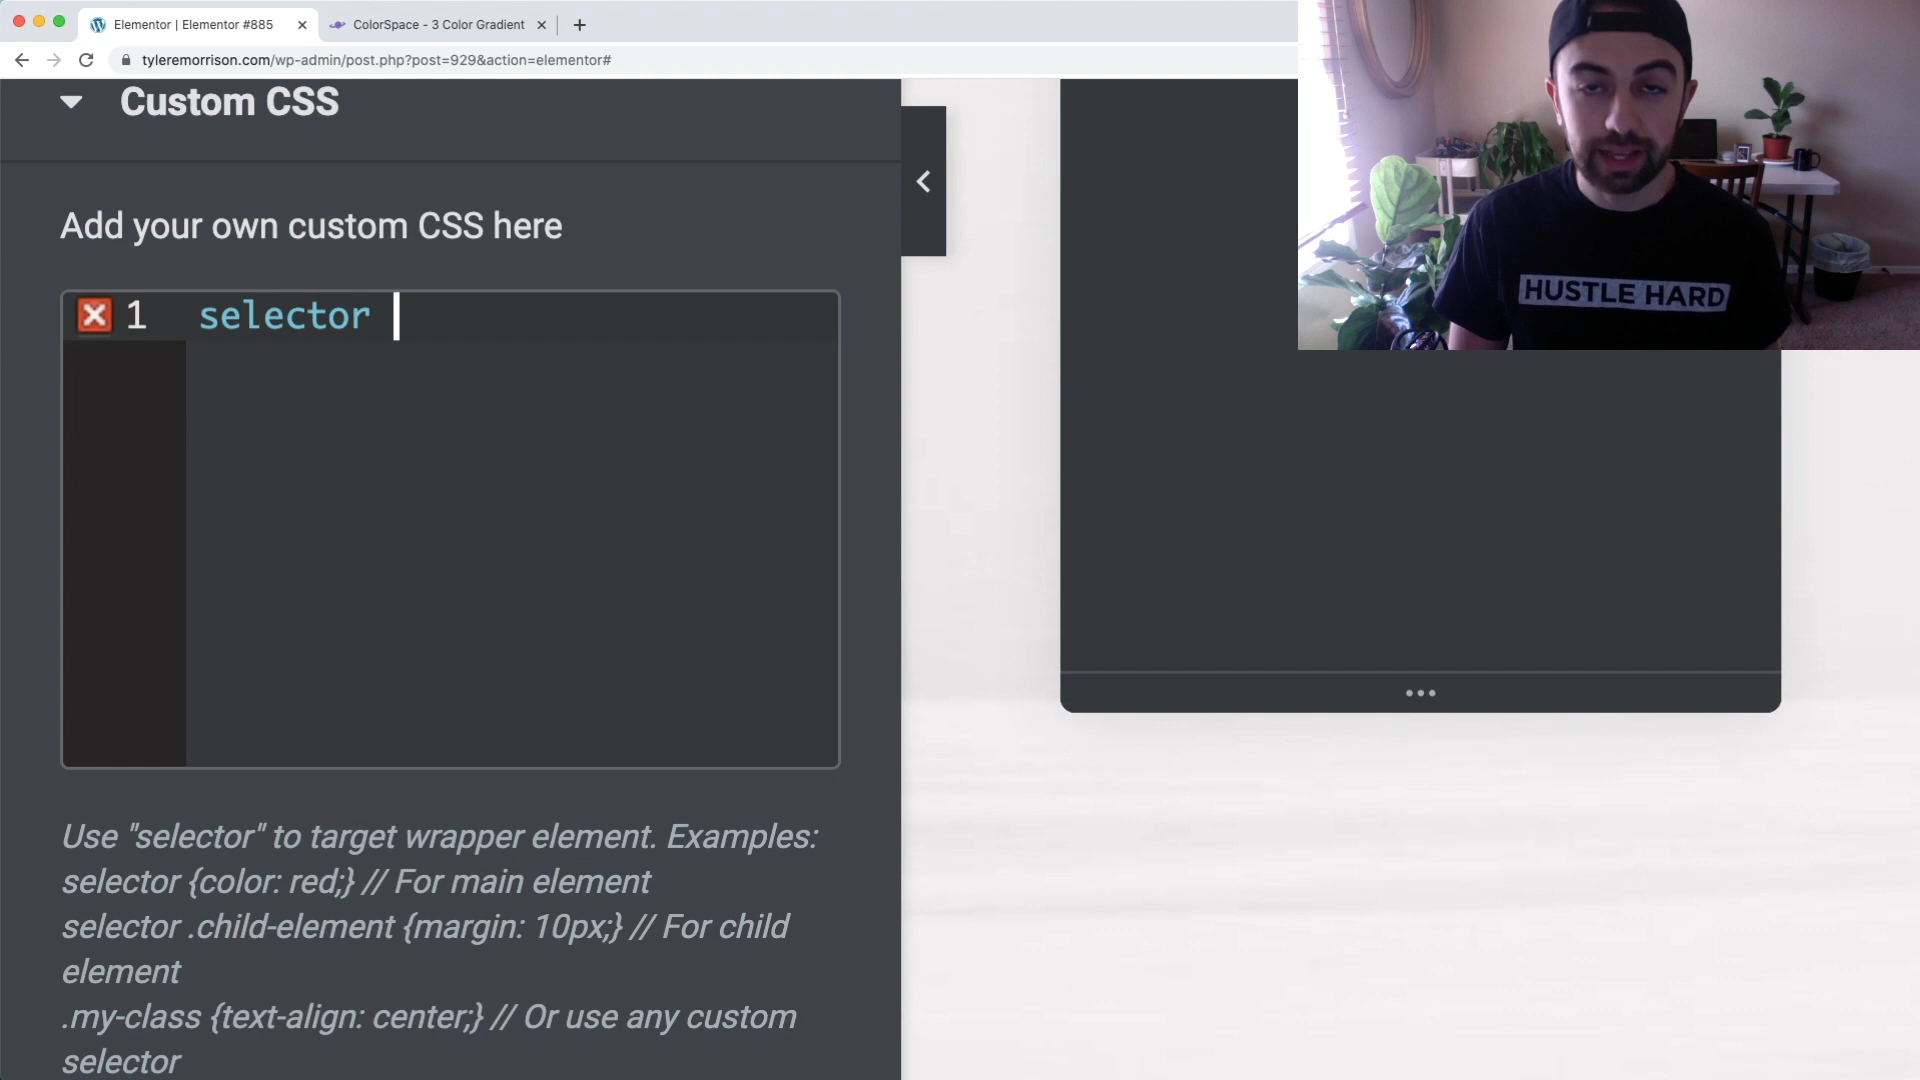 Elementor | Elementor #885
ColorSpace - 3 Color Gradient
tyleremorrison.com/wp-admin/post.php?post=929&action=elementor#
Custom CSS
Add your own custom CSS here
1 selector
Use "selector" to target wrapper element. Examples:
selector {color: red;} // For main element
selector .child-element {margin: 10px;} // For child
element
.my-class {text-align: center;} // Or use any custom
selector
HUSTLE HARD